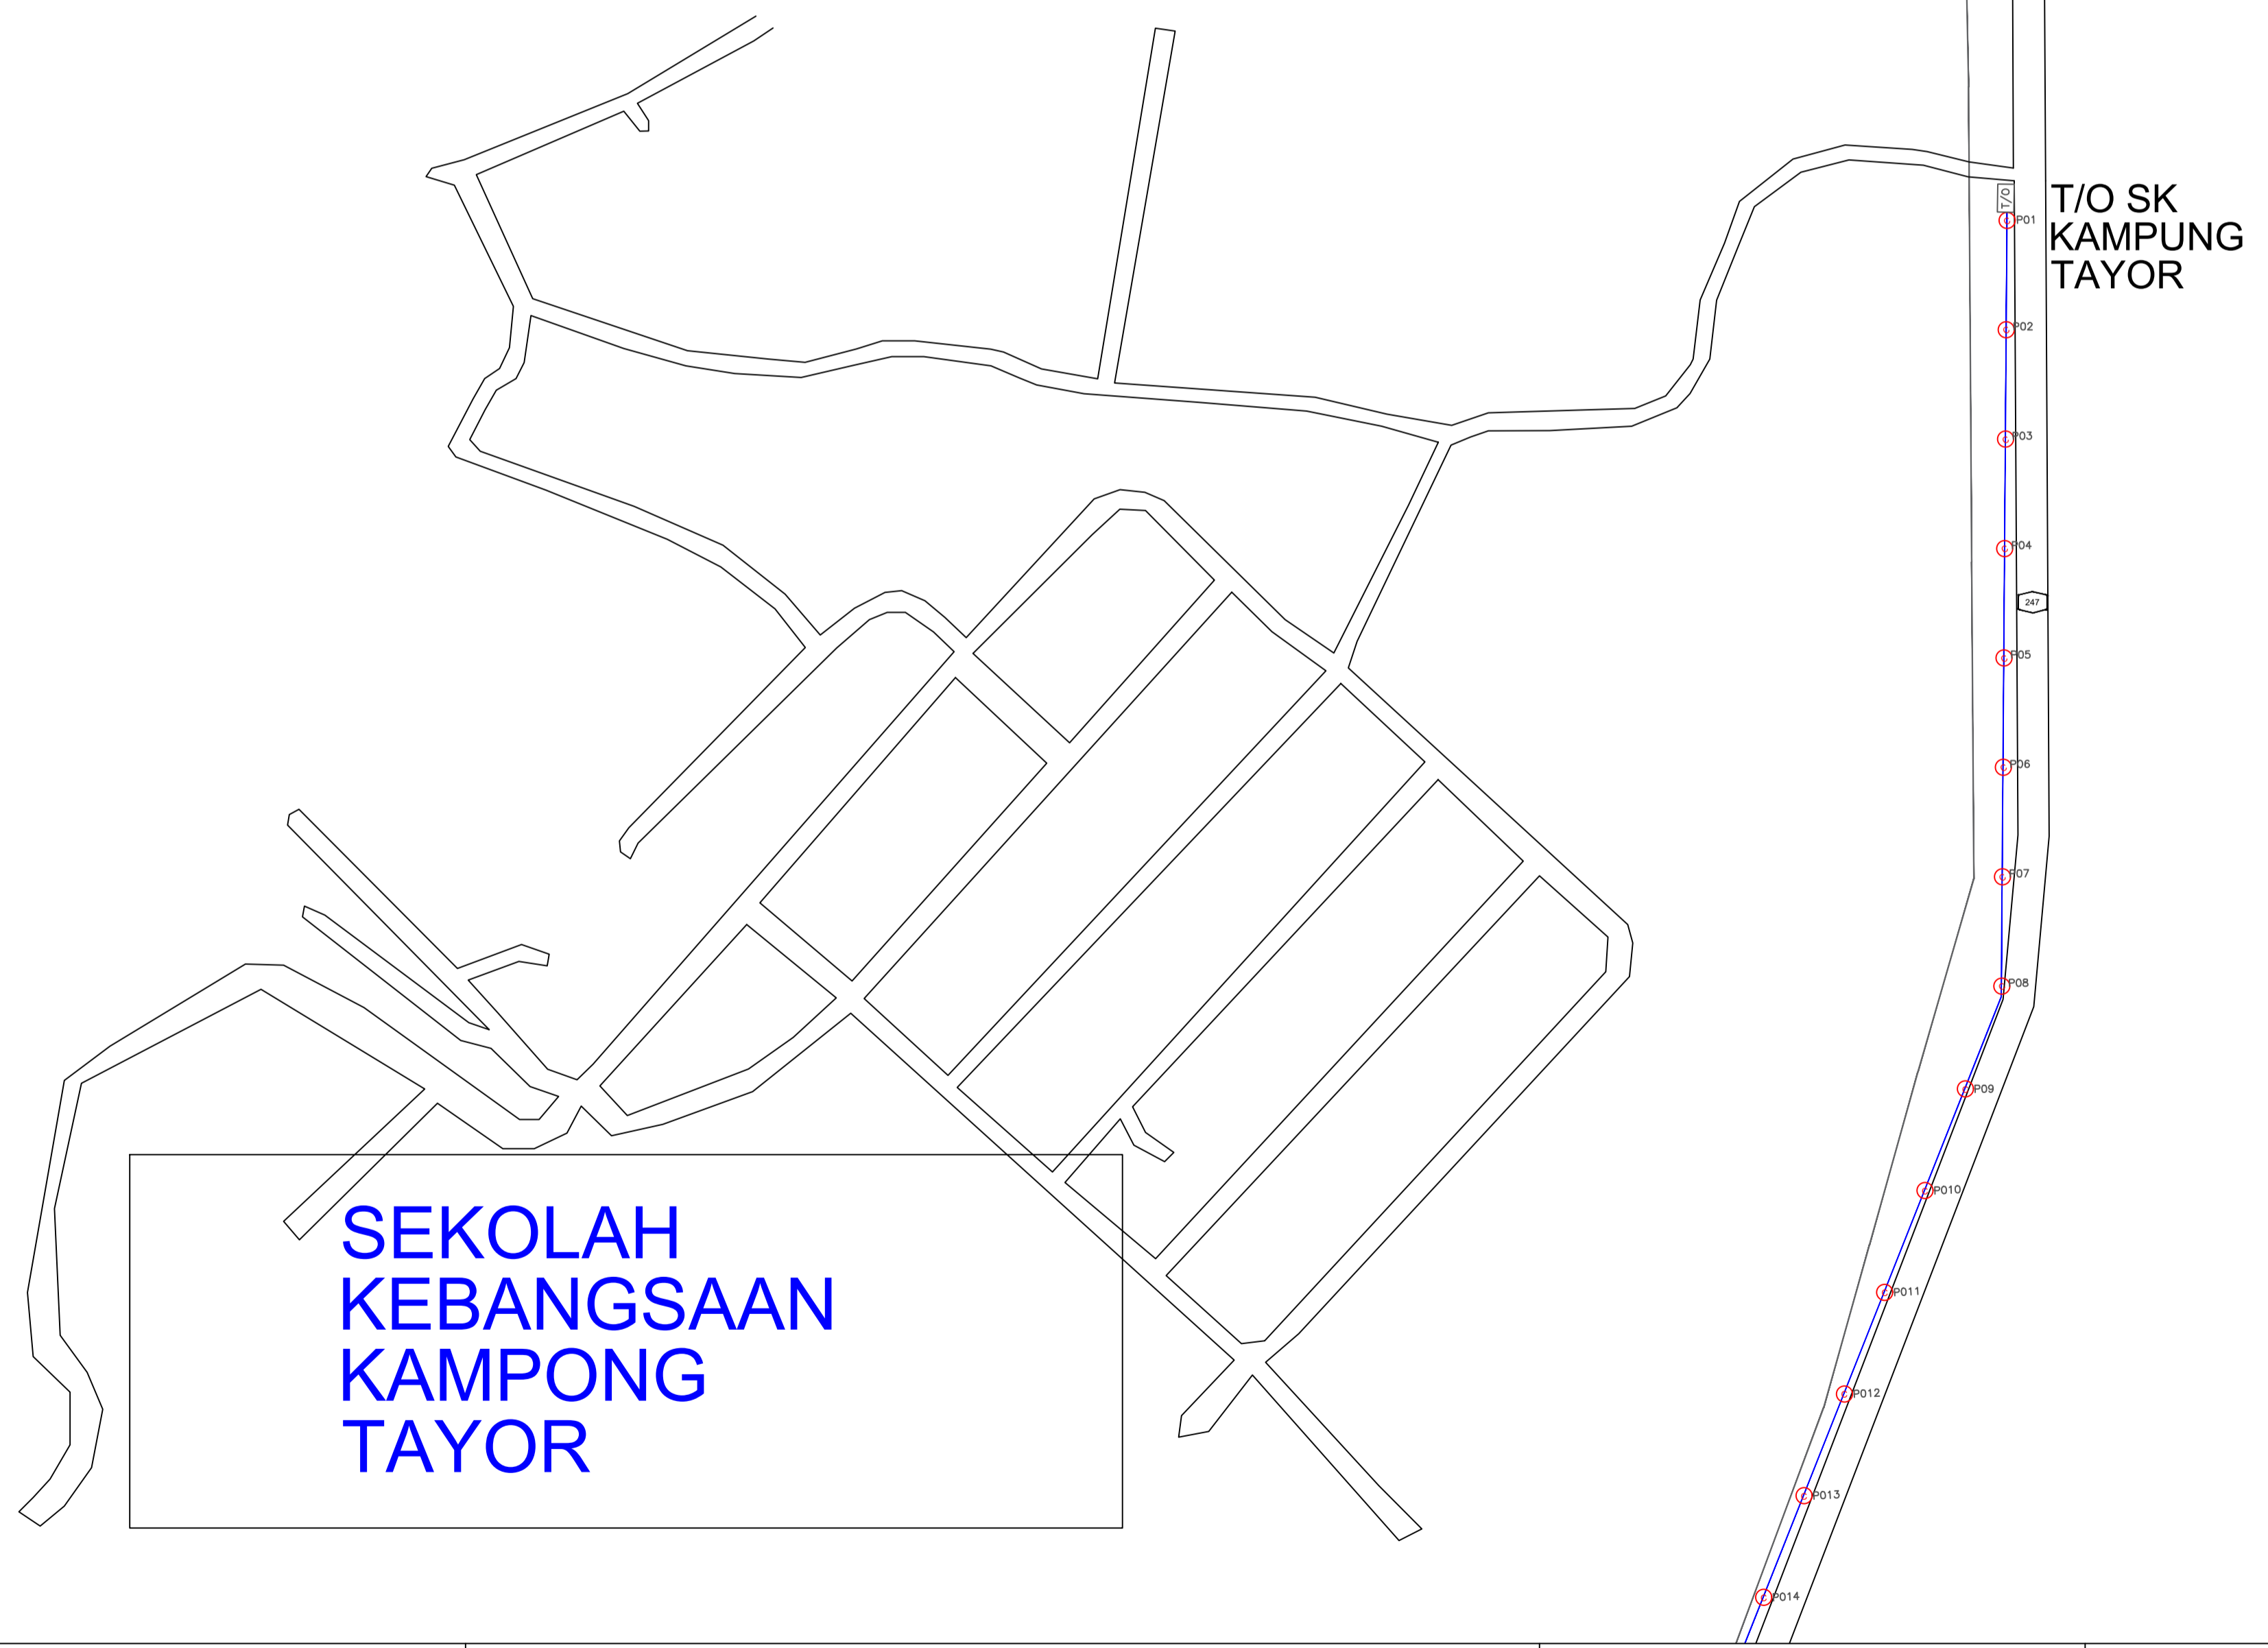 T/O
T/O SK
KAMPUNG
TAYOR
P01
P02
P03
P04
247
P05
P06
P07
P08
P09
P010
P011
P012
P013
P014
SEKOLAH
KEBANGSAAN
KAMPONG
TAYOR